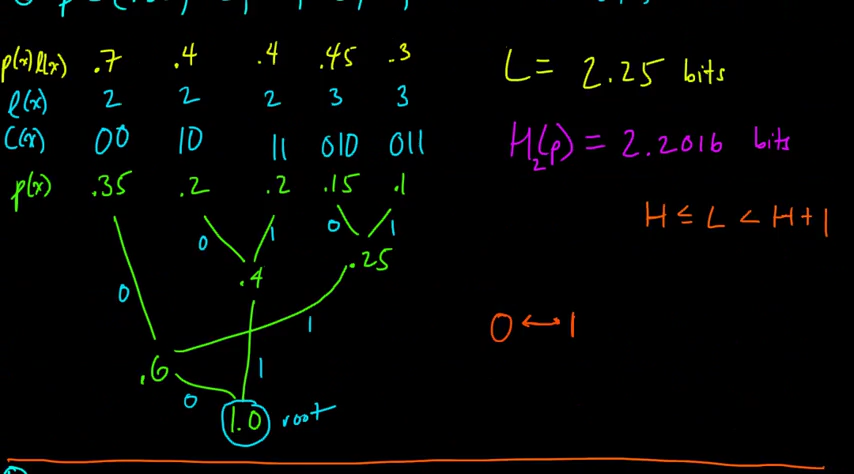 p(x)l(x) .7 .4 .4 .45 .3
l(x) 2 2 2 3 3
C(x) 00 10 11 010 011
p(x) .35 .2 .2 .15 .1
L = 2.25 bits
H₂(p) = 2.2016 bits
H ≤ L < H+1
0 1 0 1
.4 .25
0
1
0 ↔ 1
.6 1
0
1.0 root